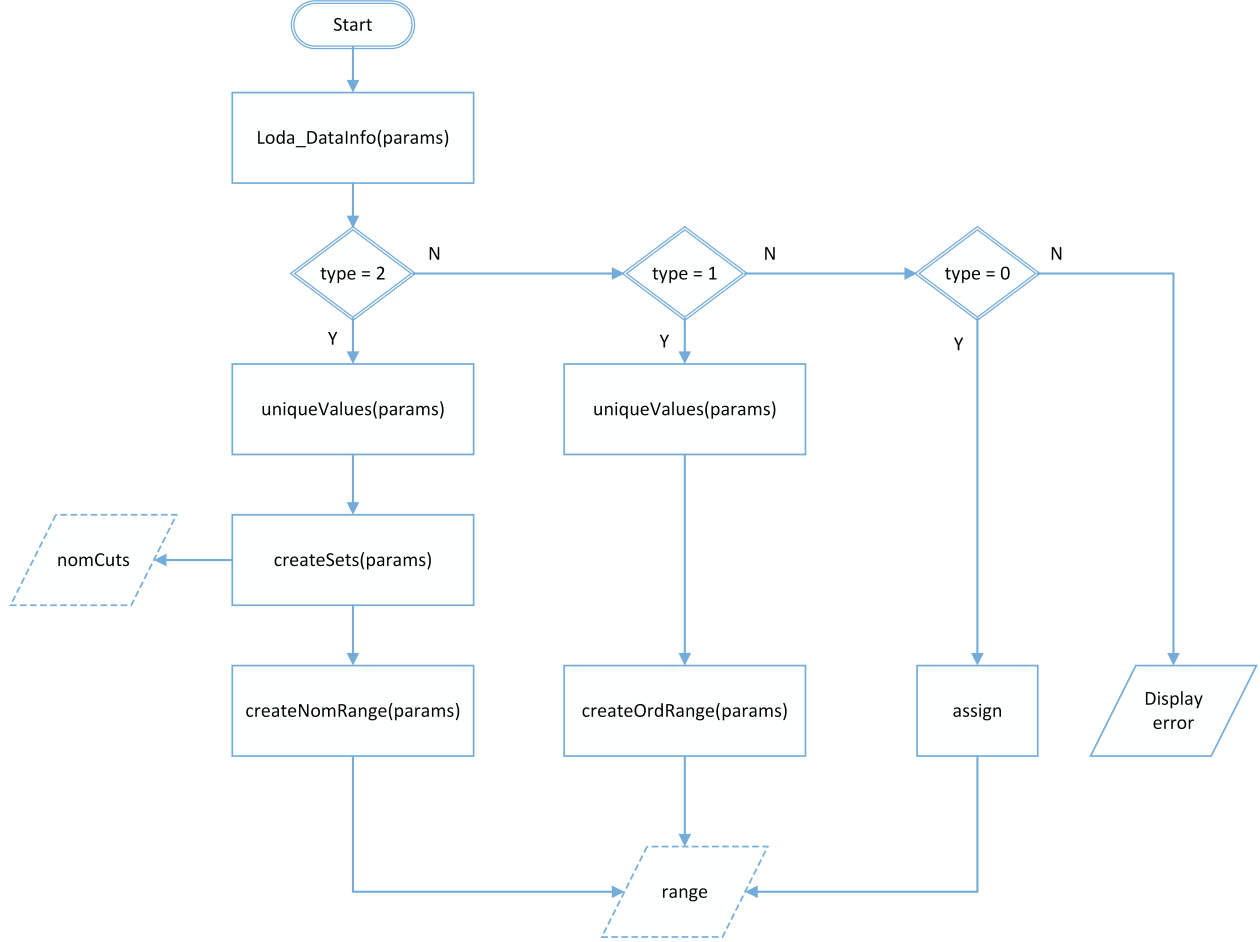 Start
Loda_DataInfo(params)
type = 2
N
type = 1
N
type = 0
N
Y
Y
Y
uniqueValues(params)
uniqueValues(params)
nomCuts
createSets(params)
createNomRange(params)
createOrdRange(params)
assign
Display
error
range